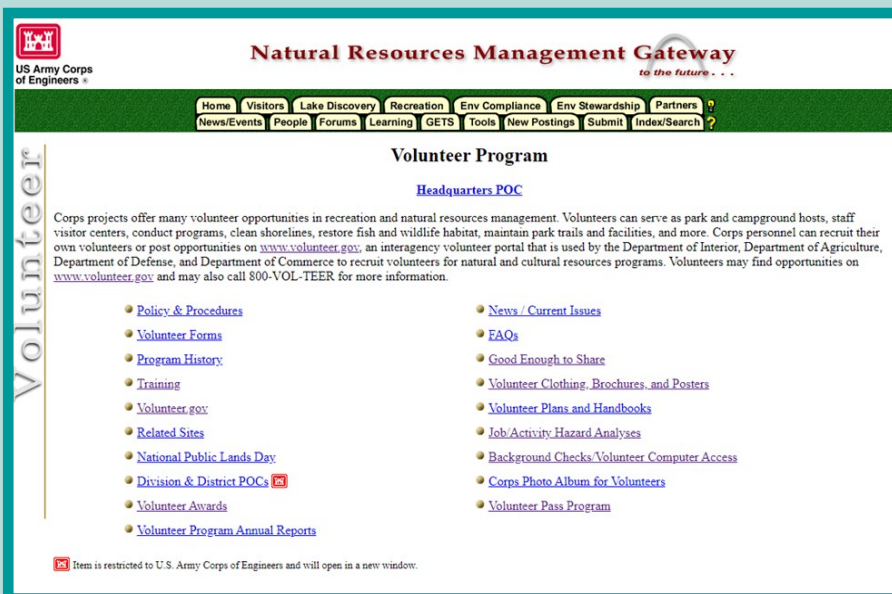 US Army Corps
of Engineers ®
Natural Resources Management Gateway
to the future . . .
Home Visitors Lake Discovery Recreation Env Compliance Env Stewardship Partners ?
News/Events People Forums Learning GETS Tools New Postings Submit Index/Search ?
Volunteer
Volunteer Program
Headquarters POC
Corps projects offer many volunteer opportunities in recreation and natural resources management. Volunteers can serve as park and campground hosts, staff
visitor centers, conduct programs, clean shorelines, restore fish and wildlife habitat, maintain park trails and facilities, and more. Corps personnel can recruit their
own volunteers or post opportunities on www.volunteer.gov, an interagency volunteer portal that is used by the Department of Interior, Department of Agriculture,
Department of Defense, and Department of Commerce to recruit volunteers for natural and cultural resources programs. Volunteers may find opportunities on
www.volunteer.gov and may also call 800-VOL-TEER for more information.
Policy & Procedures
Volunteer Forms
Program History
Training
Volunteer.gov
Related Sites
National Public Lands Day
Division & District POCs
Volunteer Awards
Volunteer Program Annual Reports
News / Current Issues
FAQs
Good Enough to Share
Volunteer Clothing, Brochures, and Posters
Volunteer Plans and Handbooks
Job/Activity Hazard Analyses
Background Checks/Volunteer Computer Access
Corps Photo Album for Volunteers
Volunteer Pass Program
Item is restricted to U.S. Army Corps of Engineers and will open in a new window.